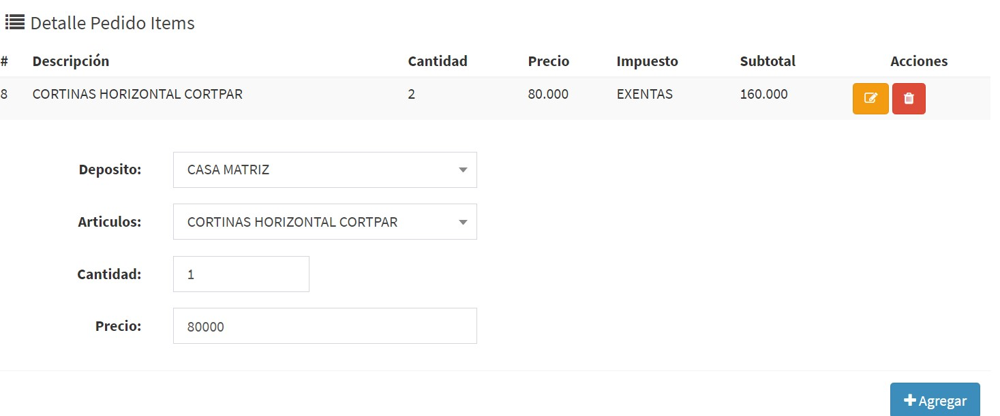 Detalle Pedido Items
# Descripción Cantidad Precio Impuesto Subtotal Acciones
8 CORTINAS HORIZONTAL CORTPAR 2 80.000 EXENTAS 160.000
Deposito: CASA MATRIZ
Articulos: CORTINAS HORIZONTAL CORTPAR
Cantidad: 1
Precio: 80000
Agregar